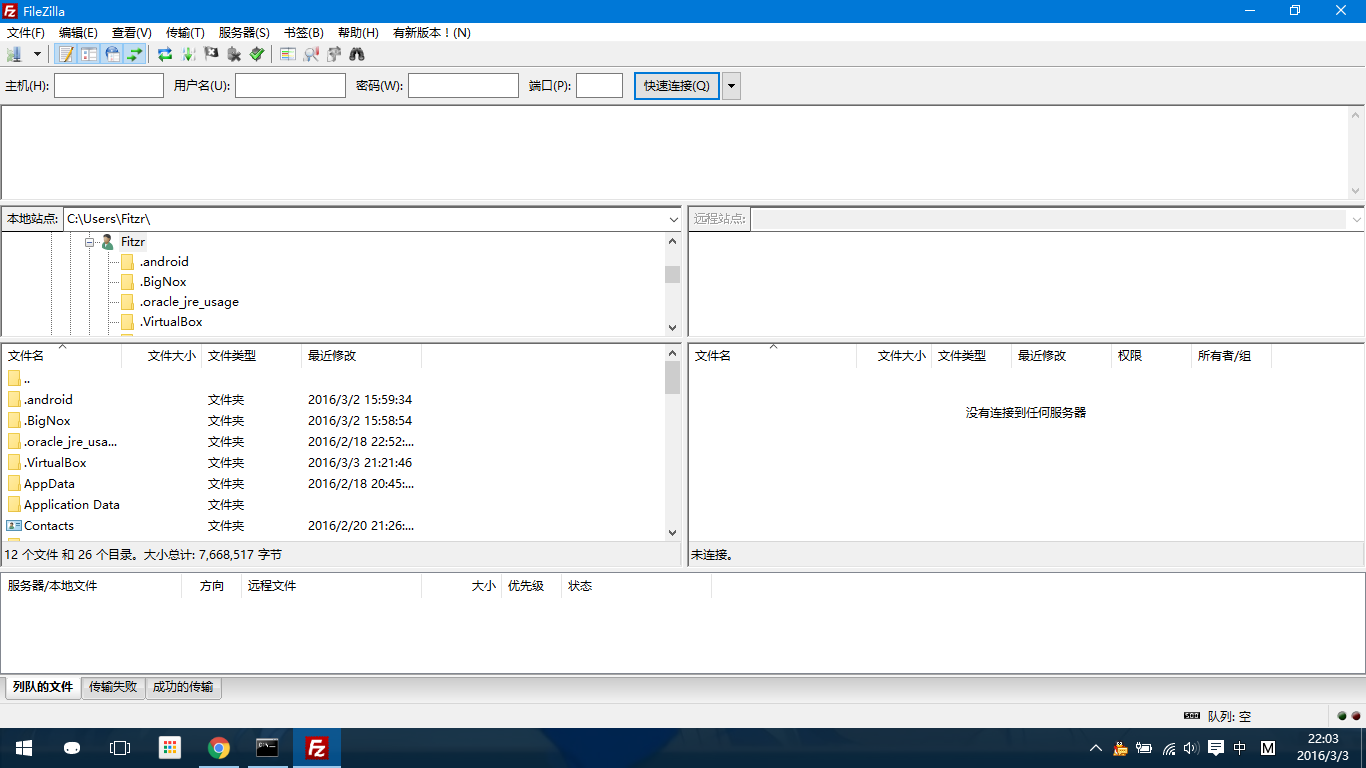 FileZilla
文件(F) 编辑(E) 查看(V) 传输(T) 服务器(S) 书签(B) 帮助(H) 有新版本！(N)
主机(H): 用户名(U): 密码(W): 端口(P): 快速连接(Q)
本地站点: C:\Users\Fitzr\
远程站点:
Fitzr
.android
.BigNox
.oracle_jre_usage
.VirtualBox
文件名 文件大小 文件类型 最近修改
..
.android 文件夹 2016/3/2 15:59:34
.BigNox 文件夹 2016/3/2 15:58:54
.oracle_jre_usa... 文件夹 2016/2/18 22:52:...
.VirtualBox 文件夹 2016/3/3 21:21:46
AppData 文件夹 2016/2/18 20:45:...
Application Data 文件夹
Contacts 文件夹 2016/2/20 21:26:...
12 个文件 和 26 个目录。大小总计: 7,668,517 字节
文件名 文件大小 文件类型 最近修改 权限 所有者/组
没有连接到任何服务器
未连接。
服务器/本地文件 方向 远程文件 大小 优先级 状态
列队的文件 传输失败 成功的传输
队列: 空
中 M 22:03
2016/3/3